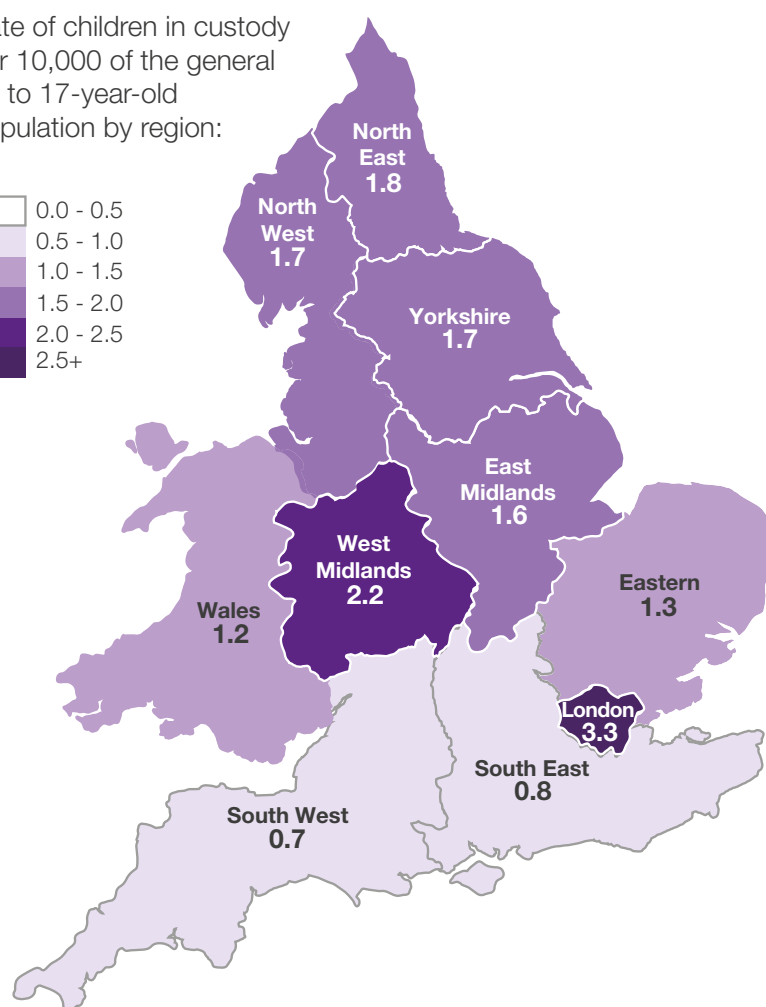 ate of children in custody
r 10,000 of the general
to 17-year-old
pulation by region:
0.0 - 0.5
0.5 - 1.0
1.0 - 1.5
1.5 - 2.0
2.0 - 2.5
2.5+
North
East
1.8
North
West
1.7
Yorkshire
1.7
East
Midlands
1.6
West
Midlands
2.2
Wales
1.2
Eastern
1.3
London
3.3
South East
0.8
South West
0.7